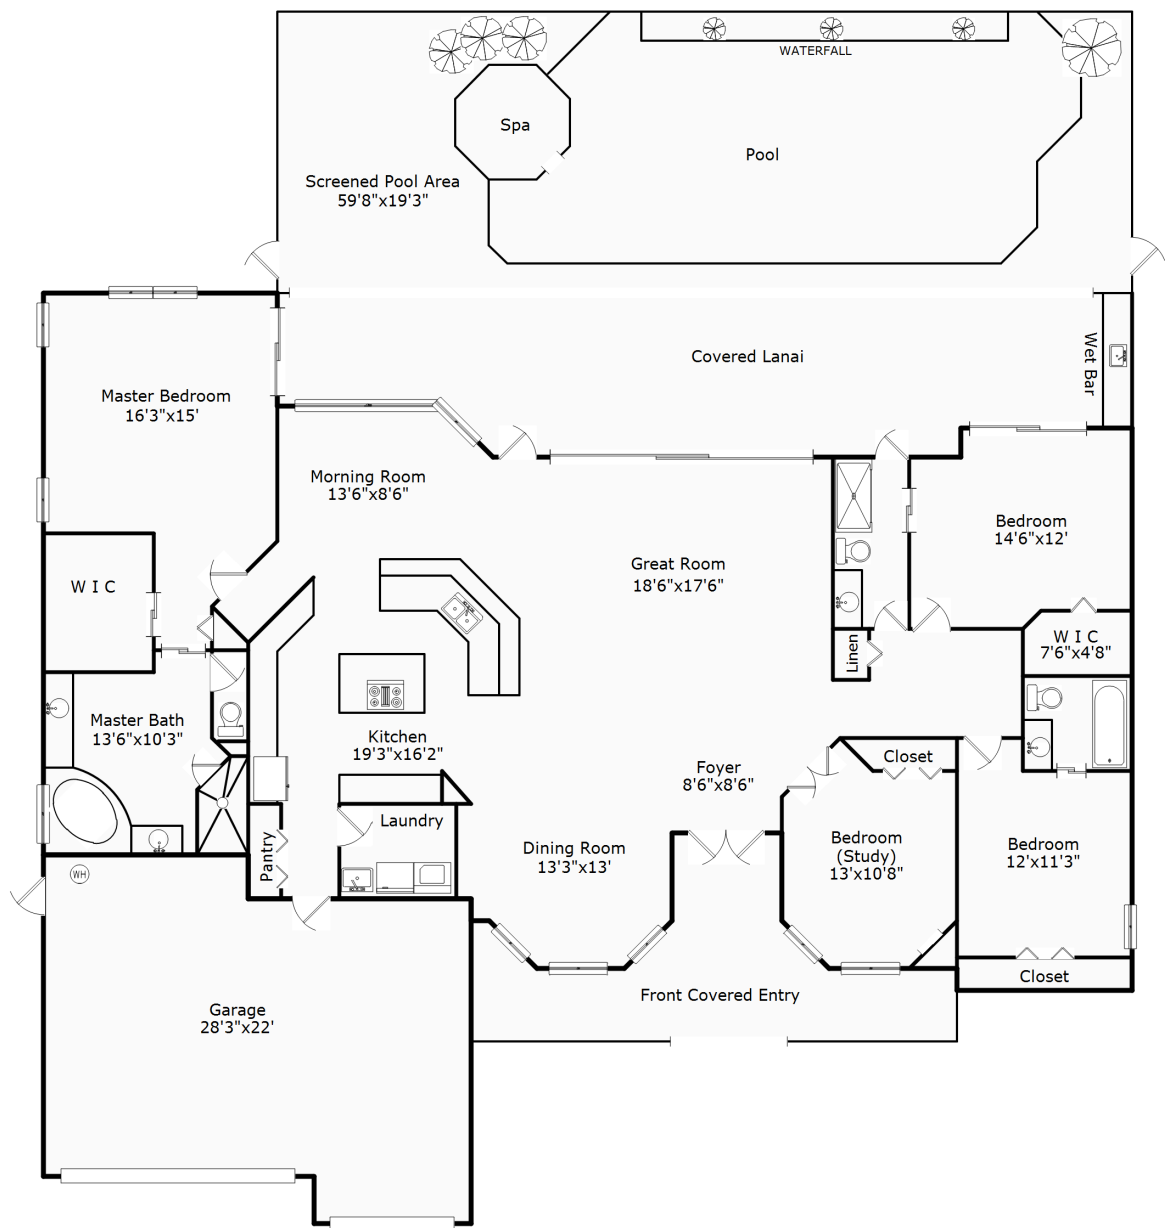 WATERFALL
Spa
Pool
Screened Pool Area
59'8"x19'3"
Covered Lanai
Wet Bar
Master Bedroom
16'3"x15'
Morning Room
13'6"x8'6"
Bedroom
14'6"x12'
Great Room
18'6"x17'6"
W I C
W I C
7'6"x4'8"
Linen
Master Bath
13'6"x10'3"
Kitchen
19'3"x16'2"
Foyer
8'6"x8'6"
Closet
Laundry
Pantry
Dining Room
13'3"x13'
Bedroom
(Study)
13'x10'8"
Bedroom
12'x11'3"
WH
Closet
Front Covered Entry
Garage
28'3"x22'